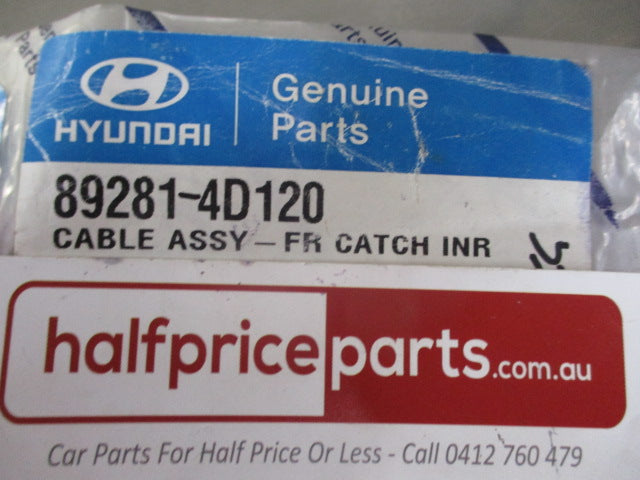 HYUNDAI
Genuine
Parts
89281-4D120
CABLE ASSY - FR CATCH INR
halfpriceparts.com.au
Car Parts For Half Price Or Less - Call 0412 760 479